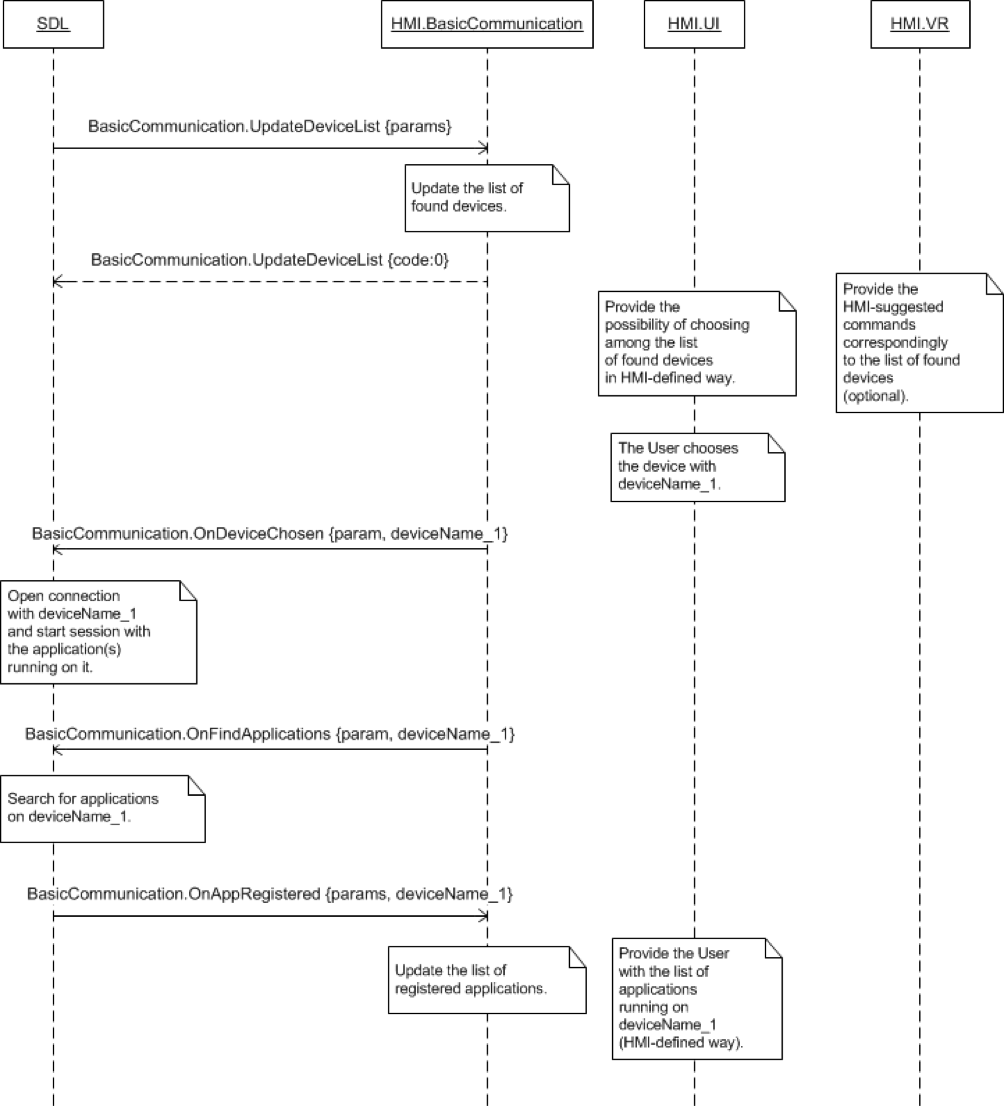 SDL
HMI.BasicCommunication
HMI.UI
HMI.VR
BasicCommunication.UpdateDeviceList {params}
Update the list of
found devices.
BasicCommunication.UpdateDeviceList {code:0}
Provide the
possibility of choosing
among the list
of found devices
in HMI-defined way.
Provide the
HMI-suggested
commands
correspondingly
to the list of found
devices
(optional).
The User chooses
the device with
deviceName_1.
BasicCommunication.OnDeviceChosen {param, deviceName_1}
Open connection
with deviceName_1
and start session with
the application(s)
running on it.
BasicCommunication.OnFindApplications {param, deviceName_1}
Search for applications
on deviceName_1.
BasicCommunication.OnAppRegistered {params, deviceName_1}
Update the list of
registered applications.
Provide the User
with the list of
applications
running on
deviceName_1
(HMI-defined way).